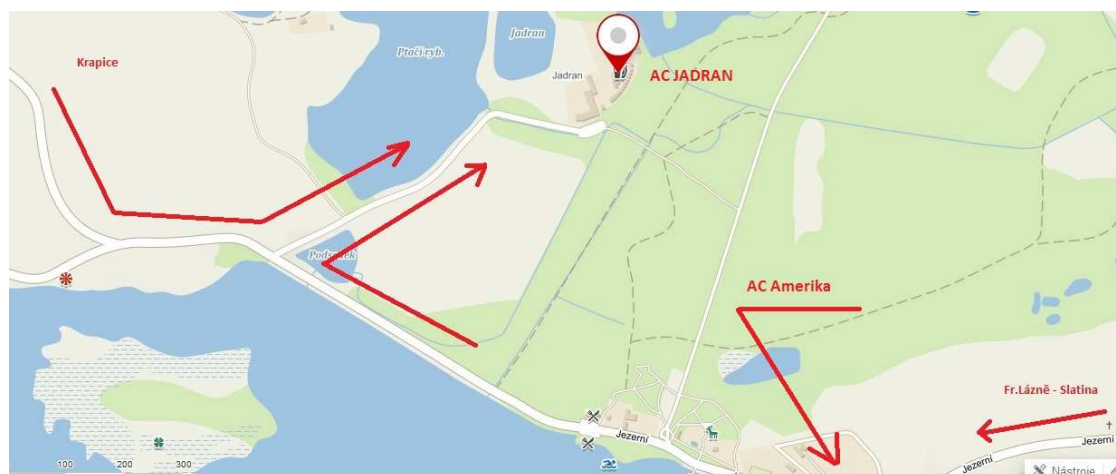 Jadran
Ptačí ryb.
Krapice
Jadran
AC JADRAN
Podsedek
AC Amerika
Fr.Lázně - Slatina
Jezerní
Jezerní
100 200 300
Nástroje